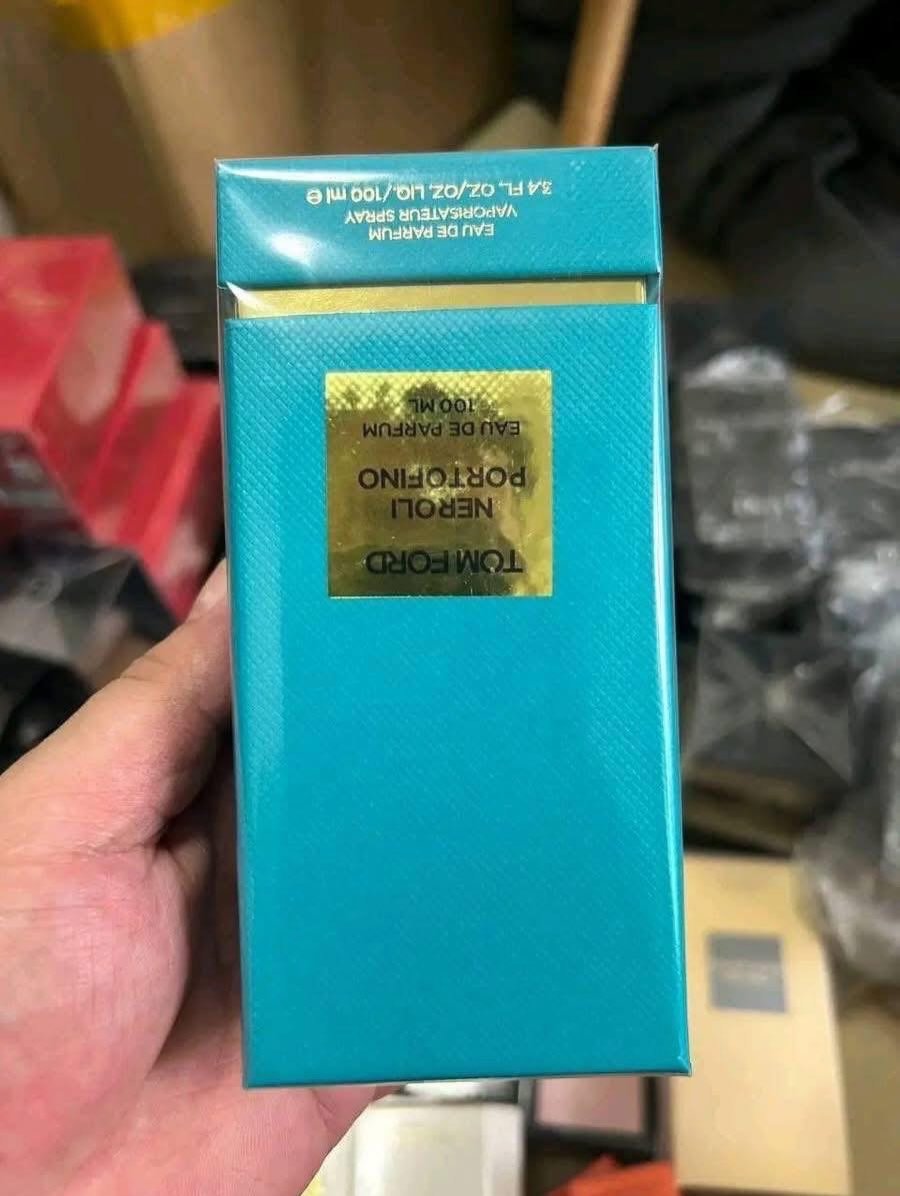 TOM FORD
NEROLI
PORTOFINO
EAU DE PARFUM
100 ML
EAU DE PARFUM
VAPORISATEUR SPRAY
3.4 FL. OZ/OZ. LIQ./100 ml ℮